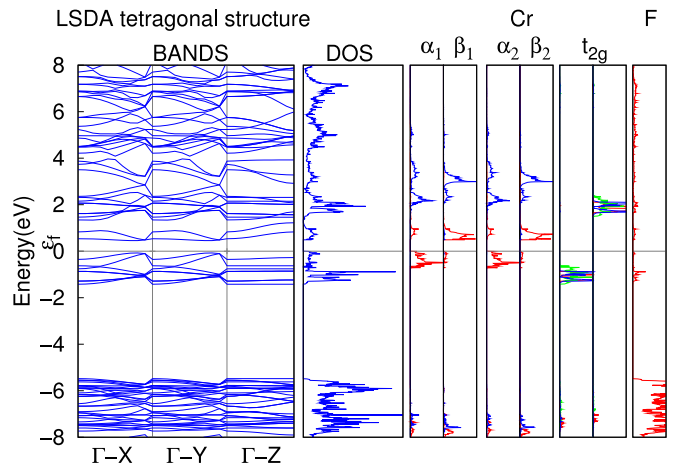 LSDA tetragonal structure Cr F
BANDS DOS α₁ β₁ α₂ β₂ t₂g
8
6
4
2
0
−2
−4
−6
−8
Energy(eV)
εf
Γ−X Γ−Y Γ−Z